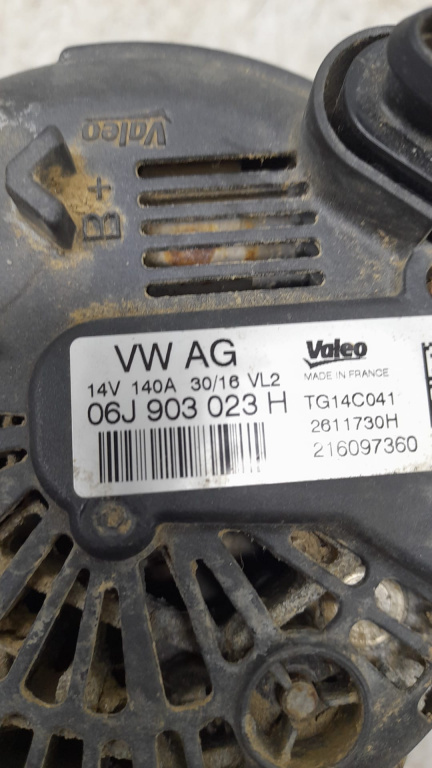 Valeo
B+
VW AG
14V 140A 30/16 VL2
06J 903 023 H
Valeo
MADE IN FRANCE
TG14C041
2611730H
216097360